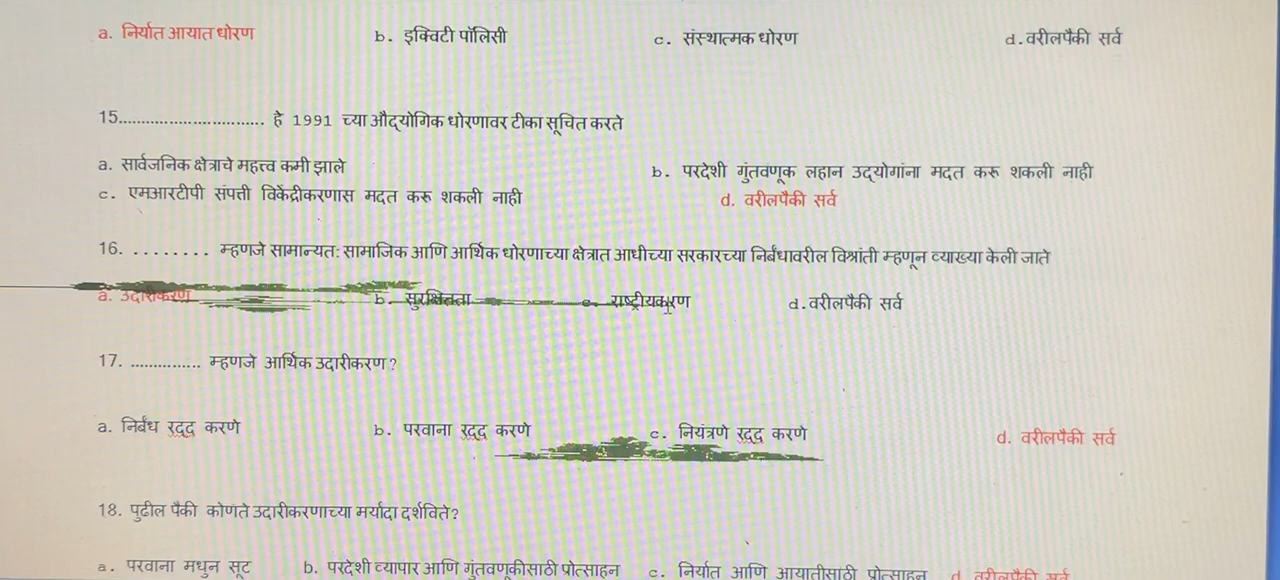 a. निर्यात आयात धोरण b. इक्विटी पॉलिसी c. संस्थात्मक धोरण d.वरीलपैकी सर्व
15............................. हे 1991 च्या औद्योगिक धोरणावर टीका सूचित करते
a. सार्वजनिक क्षेत्राचे महत्त्व कमी झाले b. परदेशी गुंतवणूक लहान उद्योगांना मदत करू शकली नाही
c. एमआरटीपी संपत्ती विकेंद्रीकरणास मदत करू शकली नाही d. वरीलपैकी सर्व
16. ........ म्हणजे सामान्यत: सामाजिक आणि आर्थिक धोरणाच्या क्षेत्रात आधीच्या सरकारच्या निर्बंधावरील विश्रांती म्हणून व्याख्या केली जाते
a. उदारीकरण b. सुरक्षितता c. राष्ट्रीयकरण d.वरीलपैकी सर्व
17. ............... म्हणजे आर्थिक उदारीकरण?
a. निर्बंध रद्द करणे b. परवाना रद्द करणे c. नियंत्रणे रद्द करणे d. वरीलपैकी सर्व
18. पुढील पैकी कोणते उदारीकरणाच्या मर्यादा दर्शविते?
a. परवाना मधुन सूट b. परदेशी व्यापार आणि गुंतवणूकीसाठी प्रोत्साहन c. निर्यात आणि आयातीसाठी प्रोत्साहन d वरीलपैकी सर्व